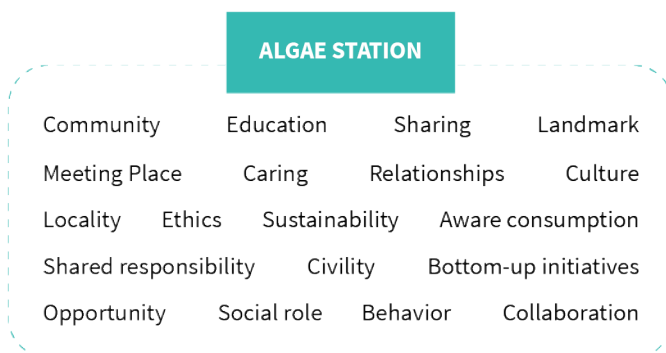 ALGAE STATION
Community Education Sharing Landmark
Meeting Place Caring Relationships Culture
Locality Ethics Sustainability Aware consumption
Shared responsibility Civility Bottom-up initiatives
Opportunity Social role Behavior Collaboration